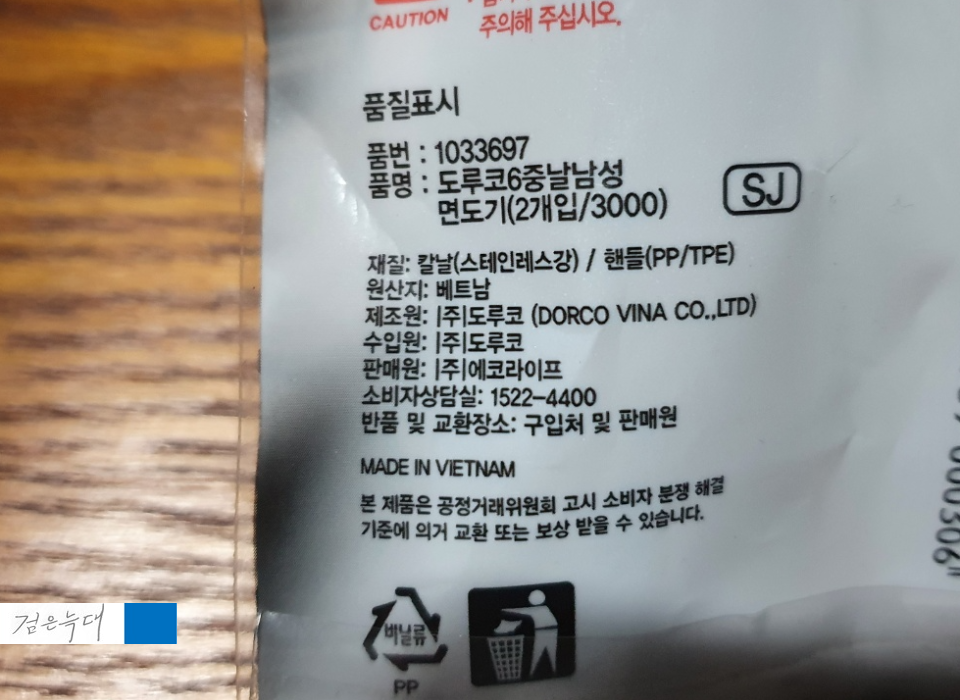 CAUTION
주의해 주십시오.
품질표시
품번 : 1033697
품명 : 도루코6중날남성
면도기(2개입/3000)
SJ
재질: 칼날(스테인레스강) / 핸들(PP/TPE)
원산지: 베트남
제조원: |주|도루코 (DORCO VINA CO.,LTD)
수입원: |주|도루코
판매원: |주|에코라이프
소비자상담실: 1522-4400
반품 및 교환장소: 구입처 및 판매원
MADE IN VIETNAM
본 제품은 공정거래위원회 고시 소비자 분쟁 해결
기준에 의거 교환 또는 보상 받을 수 있습니다.
비닐류
PP
검은늑대